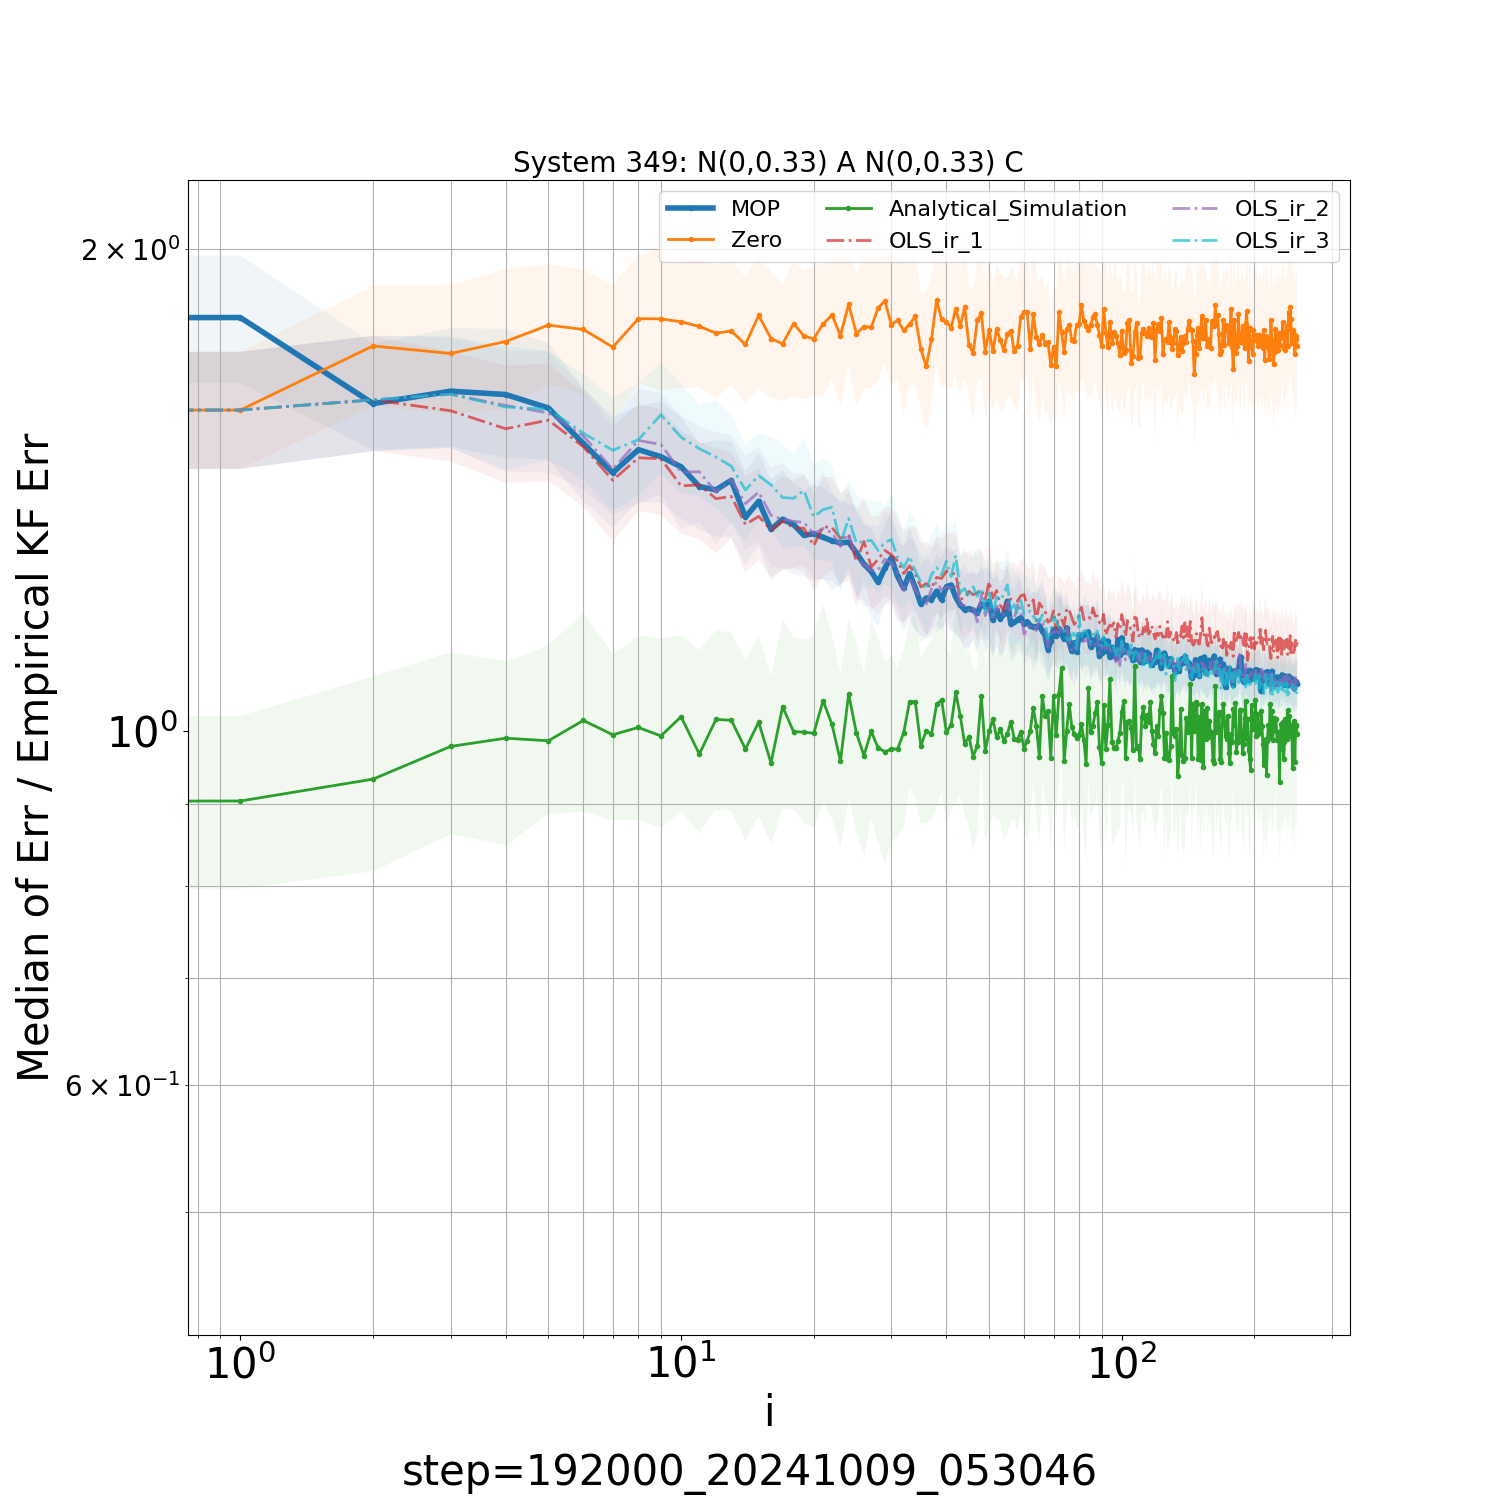 System 349: N(0,0.33) A N(0,0.33) C
MOP
Zero
Analytical_Simulation
OLS_ir_1
OLS_ir_2
OLS_ir_3
Median of Err / Empirical KF Err
2 × 10⁰
10⁰
6 × 10⁻¹
10⁰ 10¹ 10²
i
step=192000_20241009_053046